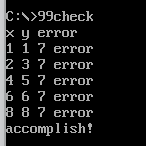 C:\>99check
x y error
1 1 7 error
2 3 7 error
4 5 7 error
6 6 7 error
8 8 7 error
accomplish!